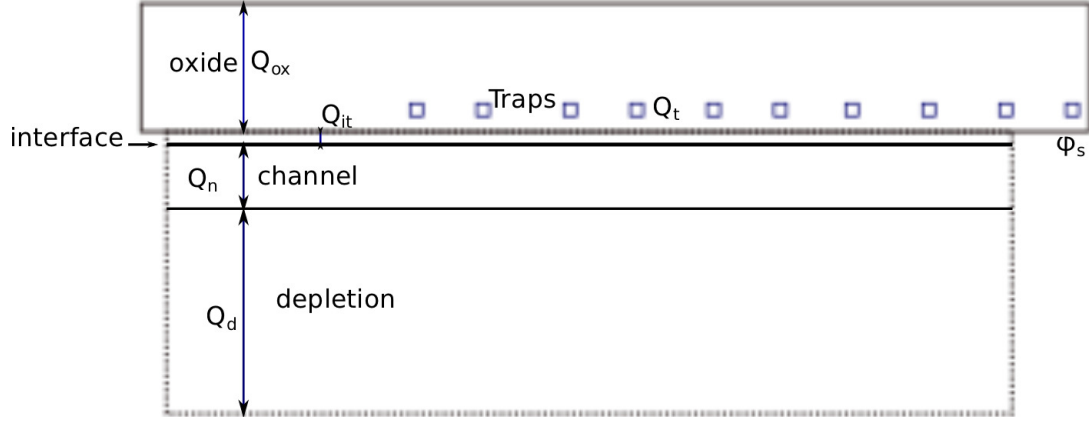 oxide Qox
Traps
Qt
Qit
interface
φs
Qn channel
depletion
Qd